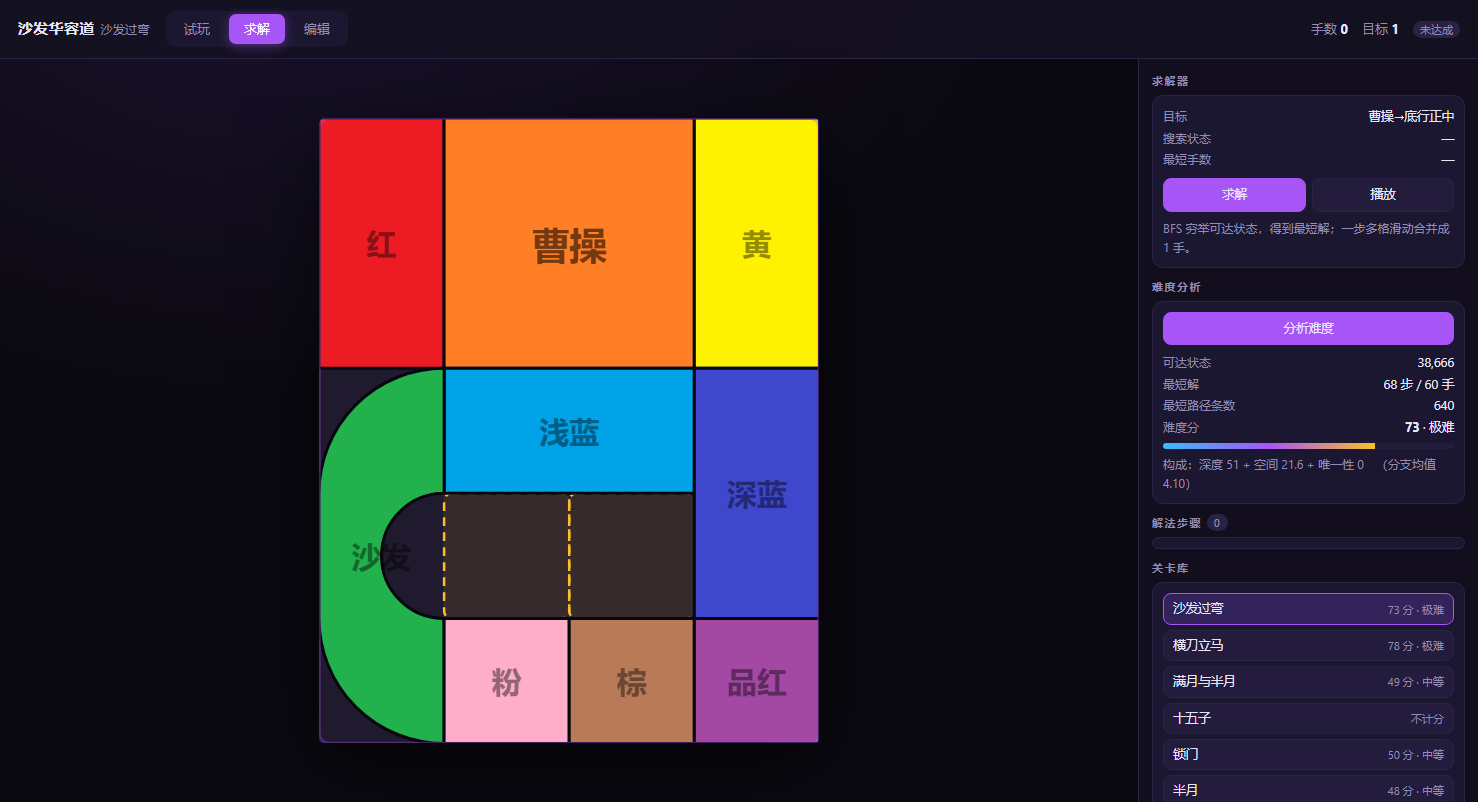 沙发华容道 沙发过弯 试玩 求解 编辑 手数 0 目标 1 未达成
红
曹操
黄
浅蓝
深蓝
沙发
粉
棕
品红
求解器
目标 曹操→底行正中
搜索状态 —
最短手数 —
求解 播放
BFS 穷举可达状态，得到最短解；一步多格滑动合并成
1 手。
难度分析
分析难度
可达状态 38,666
最短解 68 步 / 60 手
最短路径条数 640
难度分 73 · 极难
构成：深度 51 + 空间 21.6 + 唯一性 0 （分支均值
4.10）
解法步骤 0
关卡库
沙发过弯 73 分 · 极难
横刀立马 78 分 · 极难
满月与半月 49 分 · 中等
十五子 不计分
锁门 50 分 · 中等
半月 48 分 · 中等